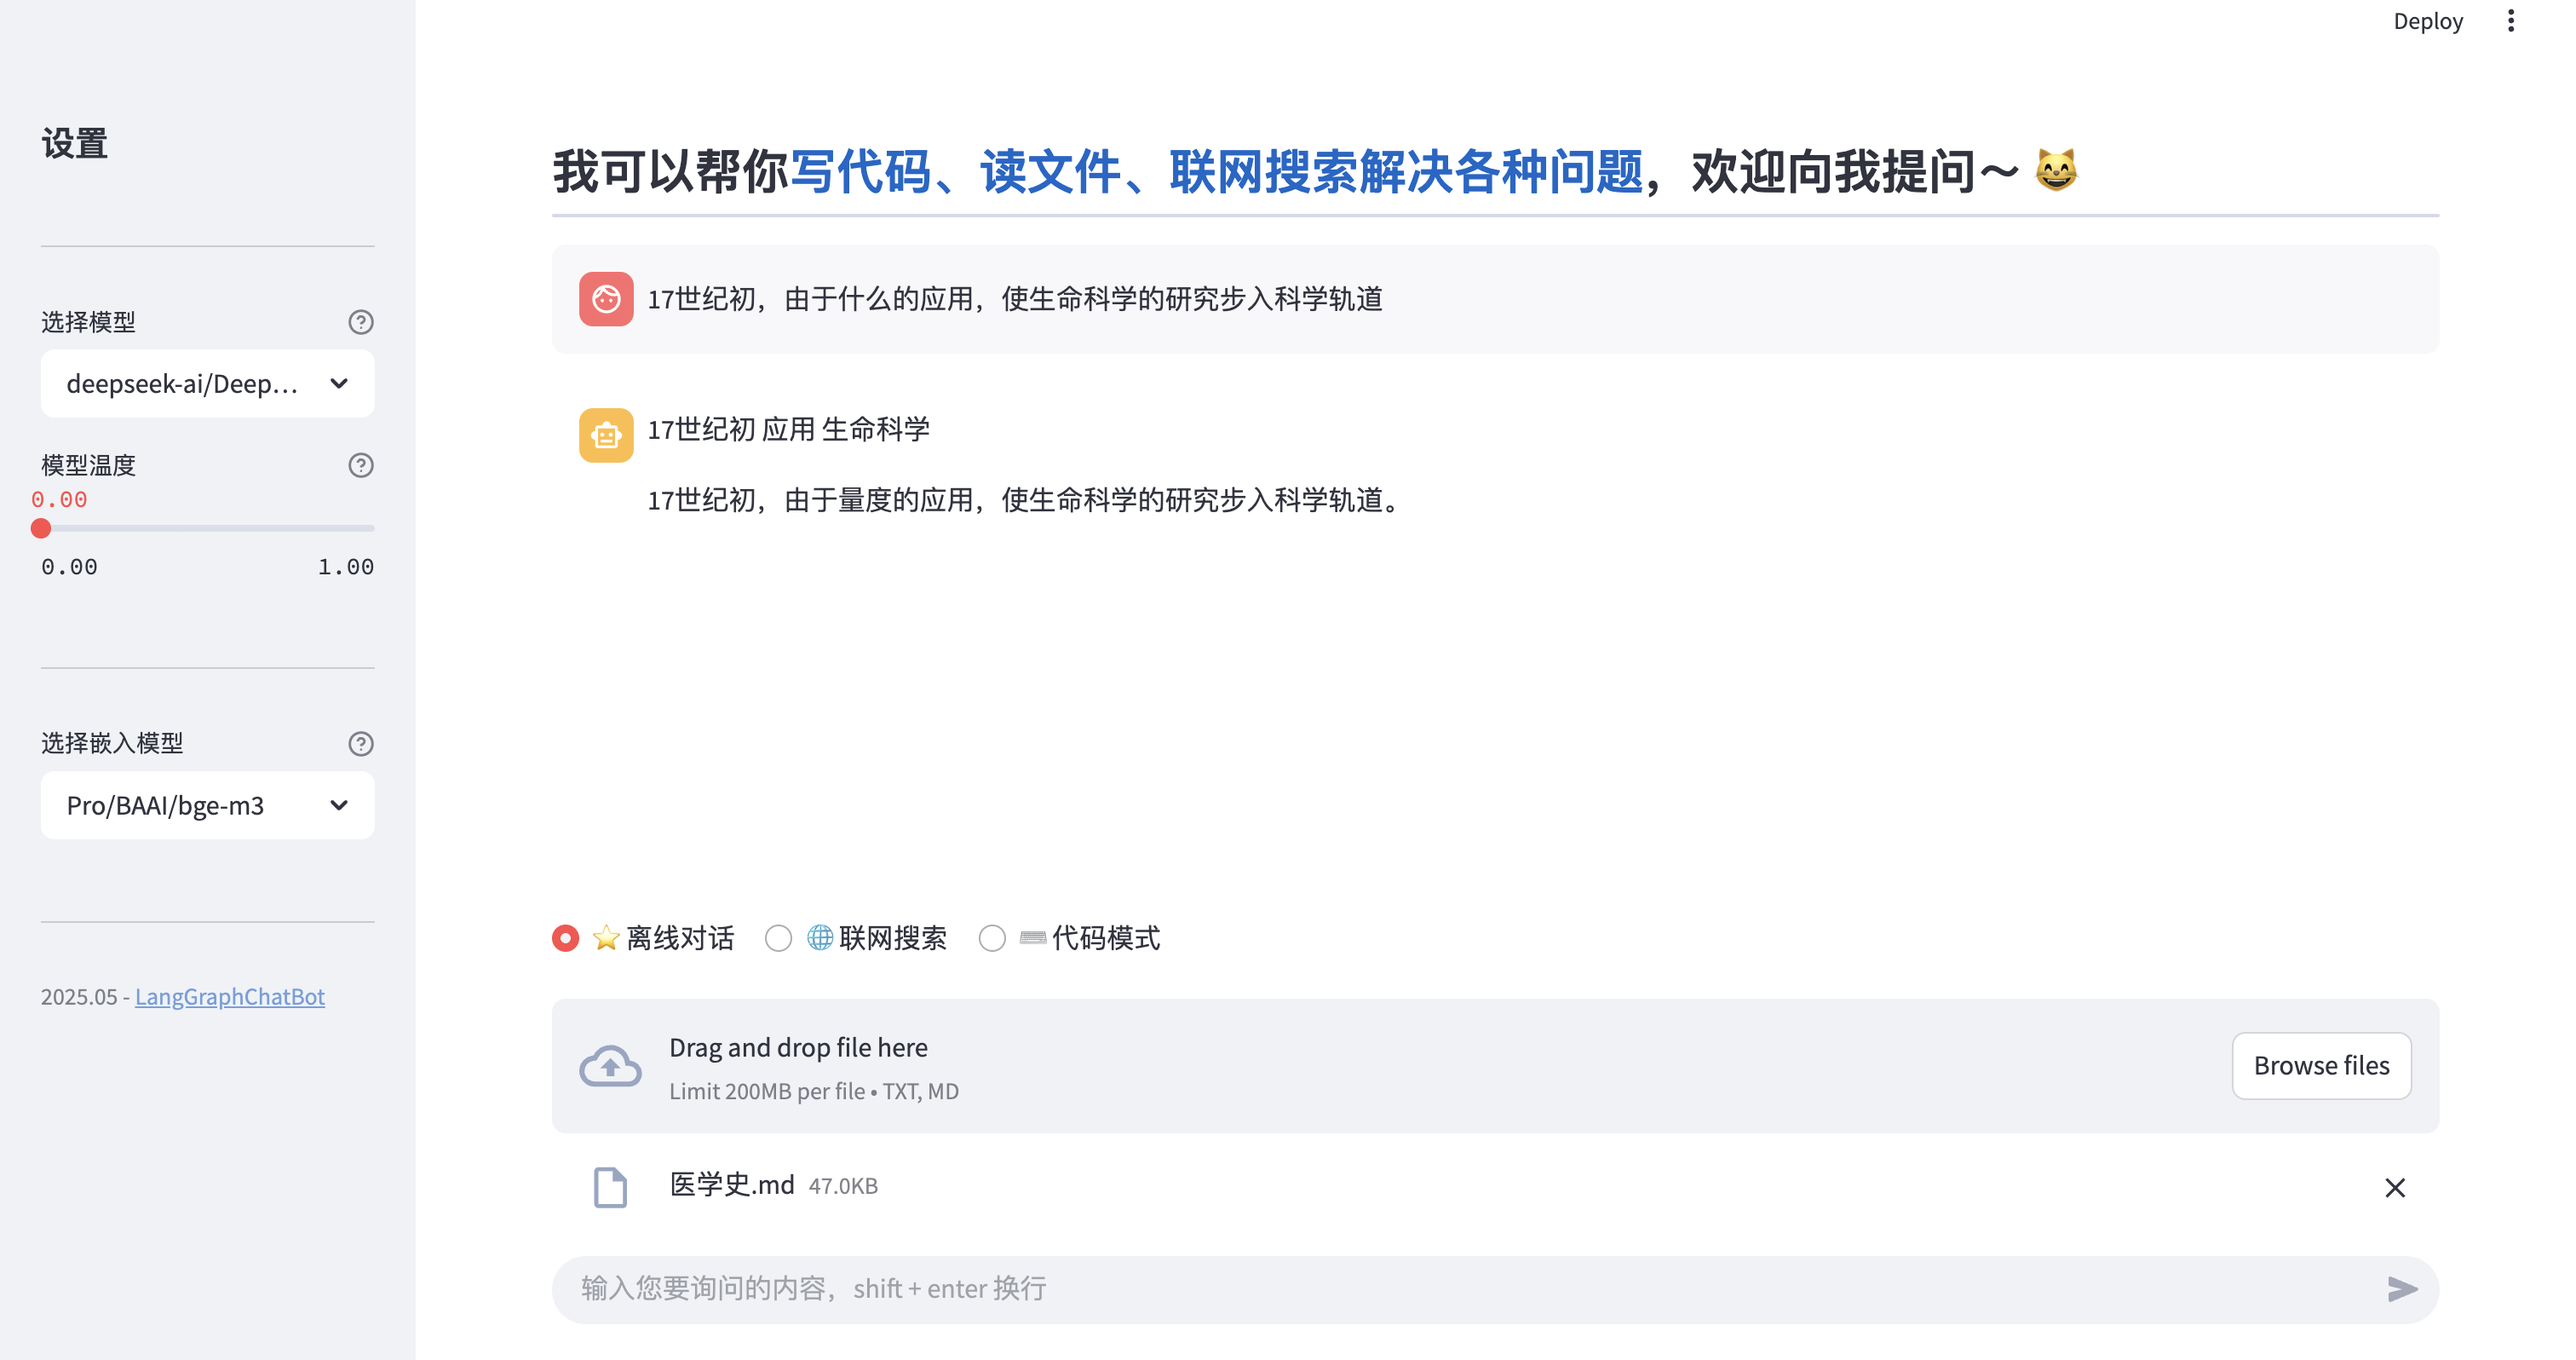 Deploy
设置
选择模型
deepseek-ai/Deep...
模型温度
0.00
0.00 1.00
选择嵌入模型
Pro/BAAI/bge-m3
2025.05 - LangGraphChatBot
我可以帮你写代码、读文件、联网搜索解决各种问题，欢迎向我提问～ 😸
17世纪初，由于什么的应用，使生命科学的研究步入科学轨道
17世纪初 应用 生命科学
17世纪初，由于量度的应用，使生命科学的研究步入科学轨道。
⭐离线对话 🌐联网搜索 ⌨️代码模式
Drag and drop file here
Limit 200MB per file • TXT, MD
Browse files
医学史.md 47.0KB
输入您要询问的内容，shift + enter 换行